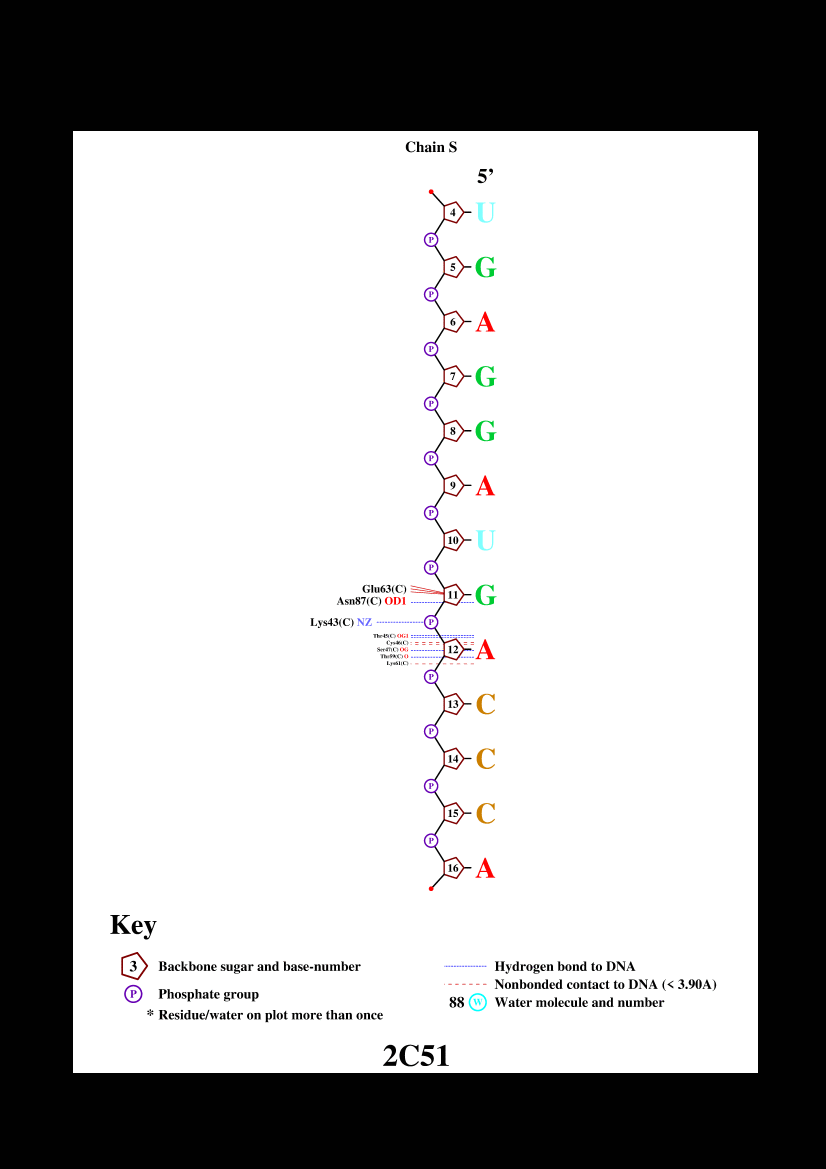 Chain S
5’
4 U
P
5 G
P
6 A
P
7 G
P
8 G
P
9 A
P
10 U
P
Glu63(C)
11 G
Asn87(C) OD1
Lys43(C) NZ P
Thr45(C) OG1
Cys46(C)
Ser47(C) OG 12 A
Thr59(C) O
Lys61(C)
P
13 C
P
14 C
P
15 C
P
16 A
Key
3 Backbone sugar and base-number
P Phosphate group
* Residue/water on plot more than once
Hydrogen bond to DNA
Nonbonded contact to DNA (< 3.90A)
88 W Water molecule and number
2C51